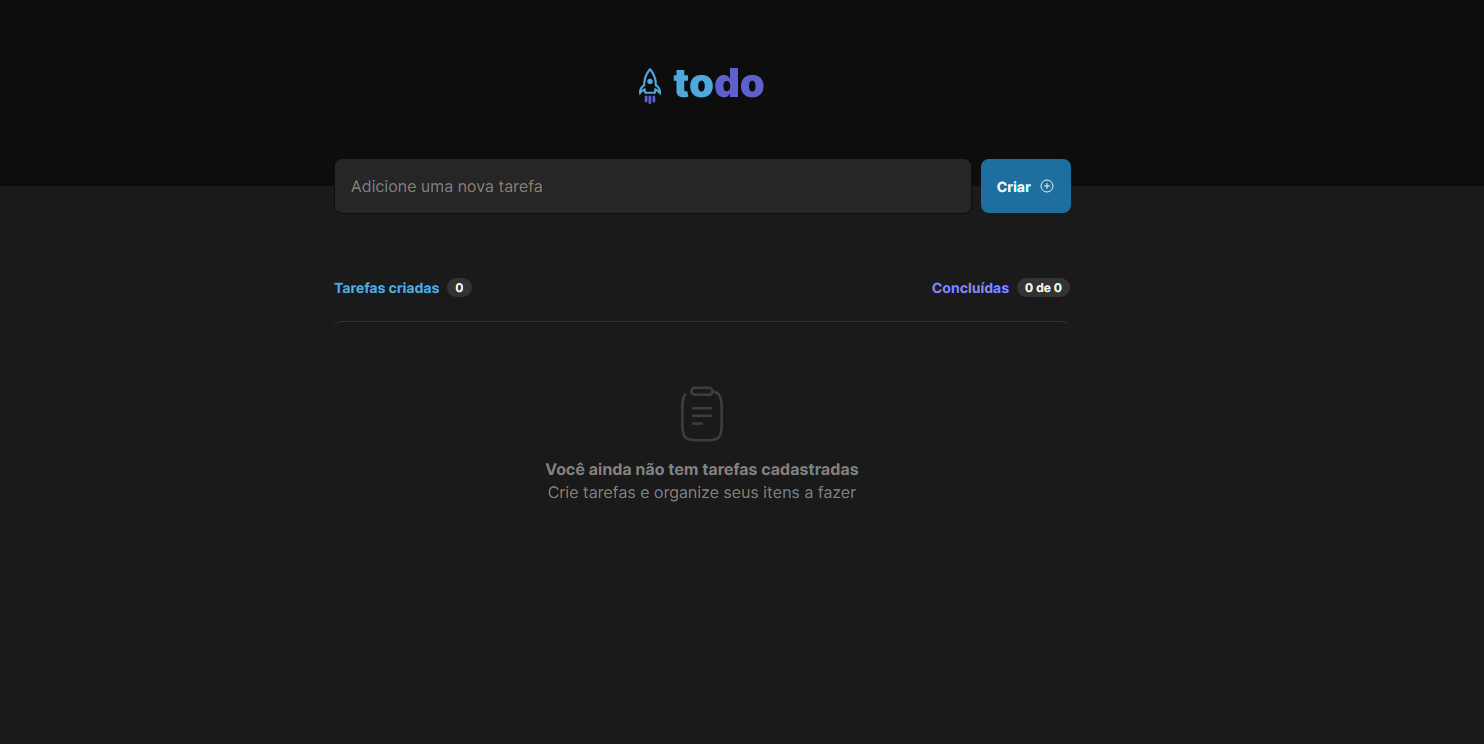 todo
Adicione uma nova tarefa
Criar
Tarefas criadas 0
Concluídas 0 de 0
Você ainda não tem tarefas cadastradas
Crie tarefas e organize seus itens a fazer